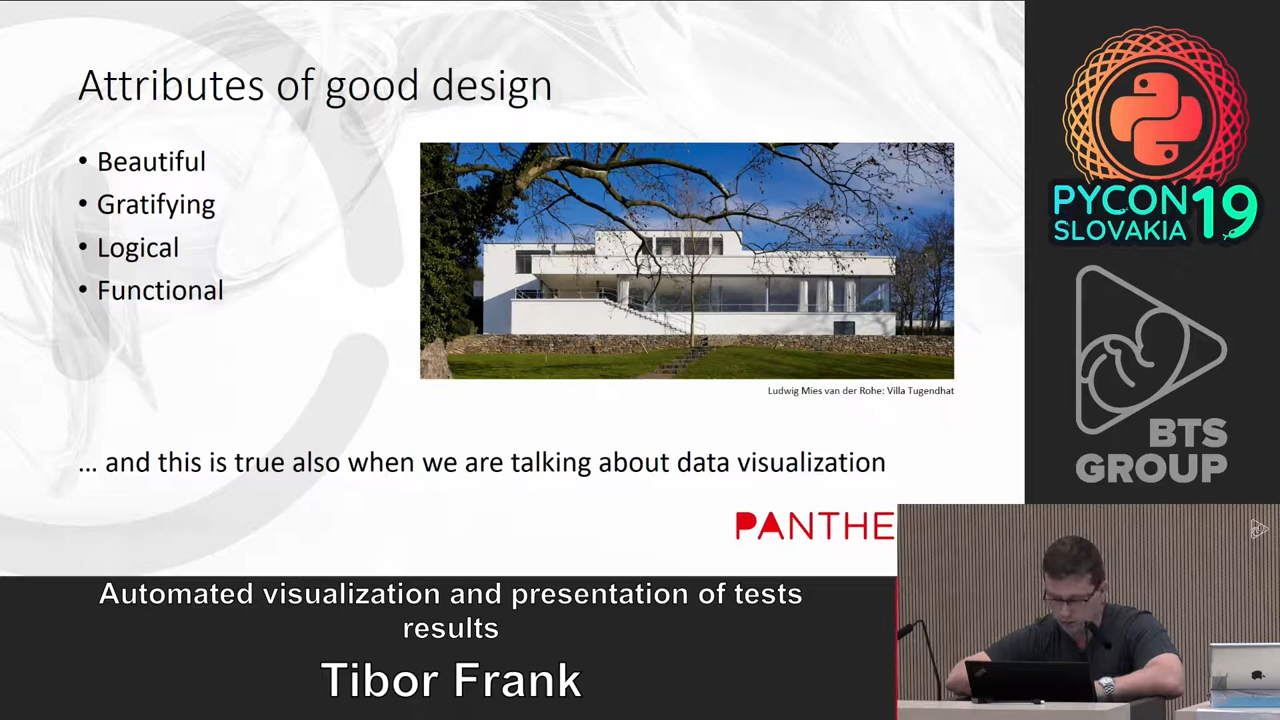 Attributes of good design
• Beautiful
• Gratifying
• Logical
• Functional
Ludwig Mies van der Rohe: Villa Tugendhat
... and this is true also when we are talking about data visualization
PANTHE
Automated visualization and presentation of tests
results
Tibor Frank
PYCON
SLOVAKIA
19
BTS
GROUP